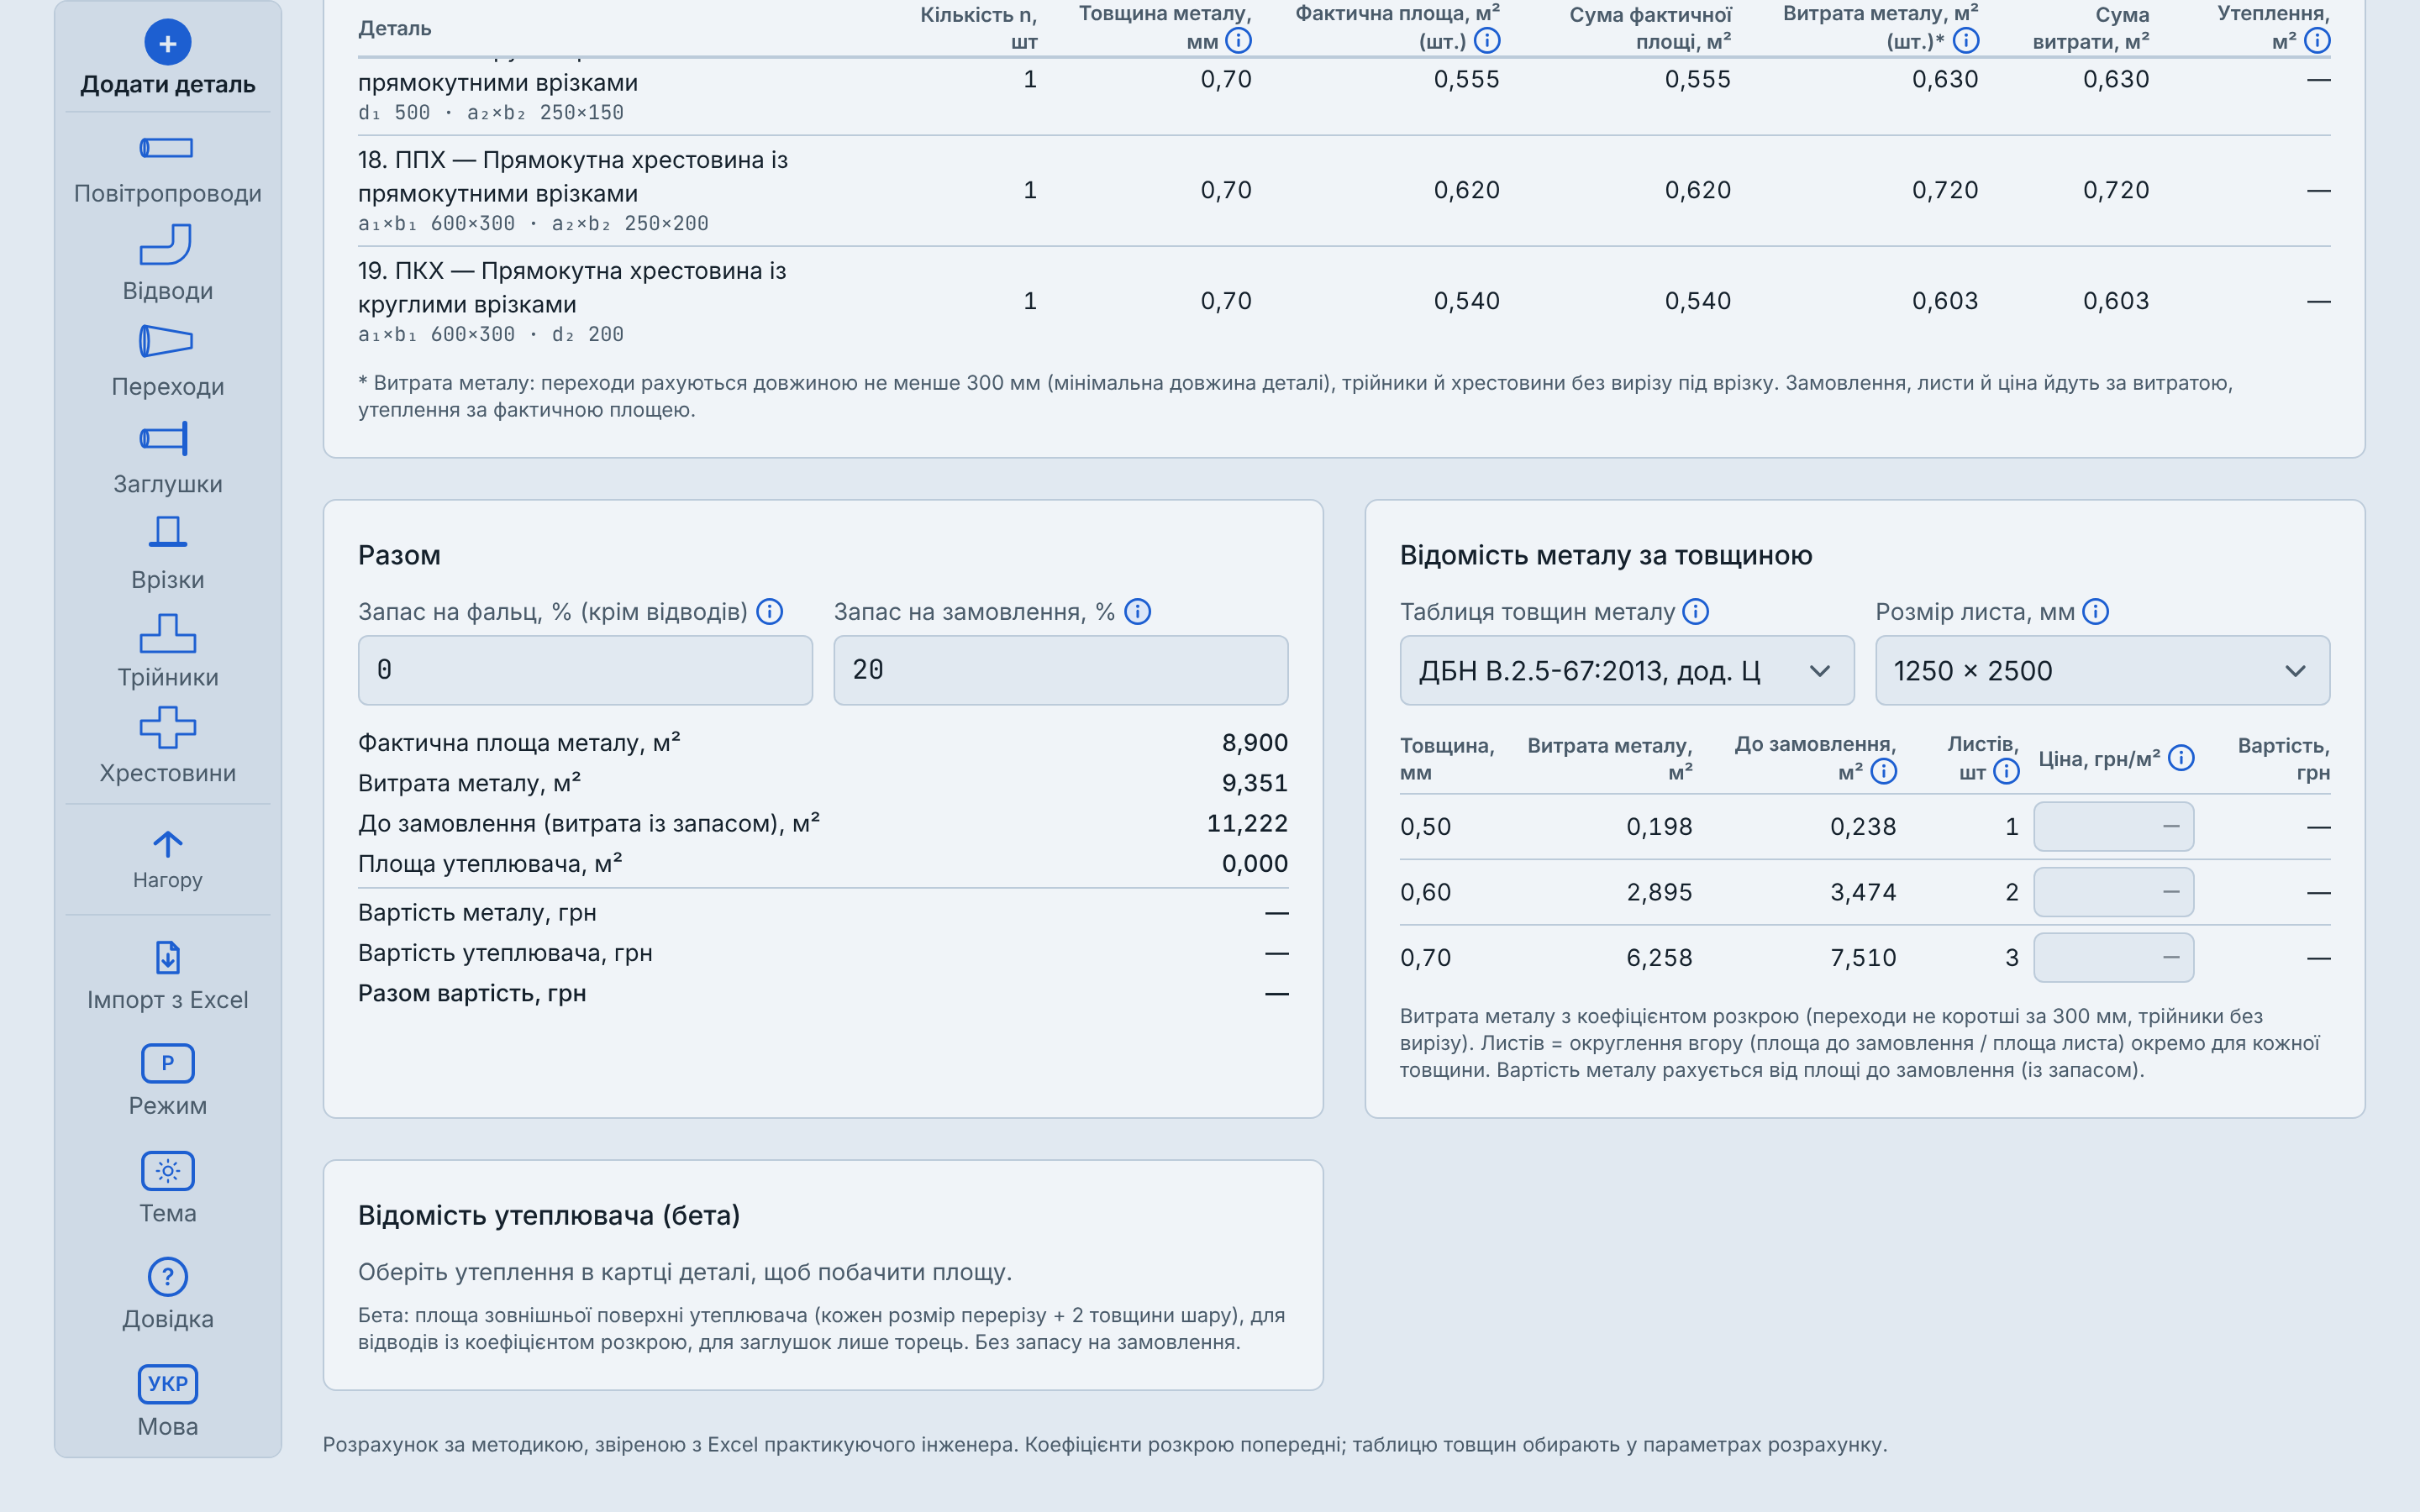 +
Додати деталь
Повітропроводи
Відводи
Переходи
Заглушки
Врізки
Трійники
Хрестовини
Нагору
Імпорт з Excel
Р
Режим
Тема
?
Довідка
УКР
Мова
Деталь
Кількість n, шт
Товщина металу, мм
Фактична площа, м² (шт.)
Сума фактичної площі, м²
Витрата металу, м² (шт.)*
Сума витрати, м²
Утеплення, м²
прямокутними врізками
d₁ 500 · a₂×b₂ 250×150
1 0,70 0,555 0,555 0,630 0,630 —
18. ППХ — Прямокутна хрестовина із
прямокутними врізками
a₁×b₁ 600×300 · a₂×b₂ 250×200
1 0,70 0,620 0,620 0,720 0,720 —
19. ПКХ — Прямокутна хрестовина із
круглими врізками
a₁×b₁ 600×300 · d₂ 200
1 0,70 0,540 0,540 0,603 0,603 —
* Витрата металу: переходи рахуються довжиною не менше 300 мм (мінімальна довжина деталі), трійники й хрестовини без вирізу під врізку. Замовлення, листи й ціна йдуть за витратою,
утеплення за фактичною площею.
Разом
Запас на фальц, % (крім відводів)
0
Запас на замовлення, %
20
Фактична площа металу, м² 8,900
Витрата металу, м² 9,351
До замовлення (витрата із запасом), м² 11,222
Площа утеплювача, м² 0,000
Вартість металу, грн —
Вартість утеплювача, грн —
Разом вартість, грн —
Відомість металу за товщиною
Таблиця товщин металу
ДБН В.2.5-67:2013, дод. Ц
Розмір листа, мм
1250 × 2500
Товщина, мм
Витрата металу, м²
До замовлення, м²
Листів, шт
Ціна, грн/м²
Вартість, грн
0,50 0,198 0,238 1 — —
0,60 2,895 3,474 2 — —
0,70 6,258 7,510 3 — —
Витрата металу з коефіцієнтом розкрою (переходи не коротші за 300 мм, трійники без
вирізу). Листів = округлення вгору (площа до замовлення / площа листа) окремо для кожної
товщини. Вартість металу рахується від площі до замовлення (із запасом).
Відомість утеплювача (бета)
Оберіть утеплення в картці деталі, щоб побачити площу.
Бета: площа зовнішньої поверхні утеплювача (кожен розмір перерізу + 2 товщини шару), для
відводів із коефіцієнтом розкрою, для заглушок лише торець. Без запасу на замовлення.
Розрахунок за методикою, звіреною з Excel практикуючого інженера. Коефіцієнти розкрою попередні; таблицю товщин обирають у параметрах розрахунку.